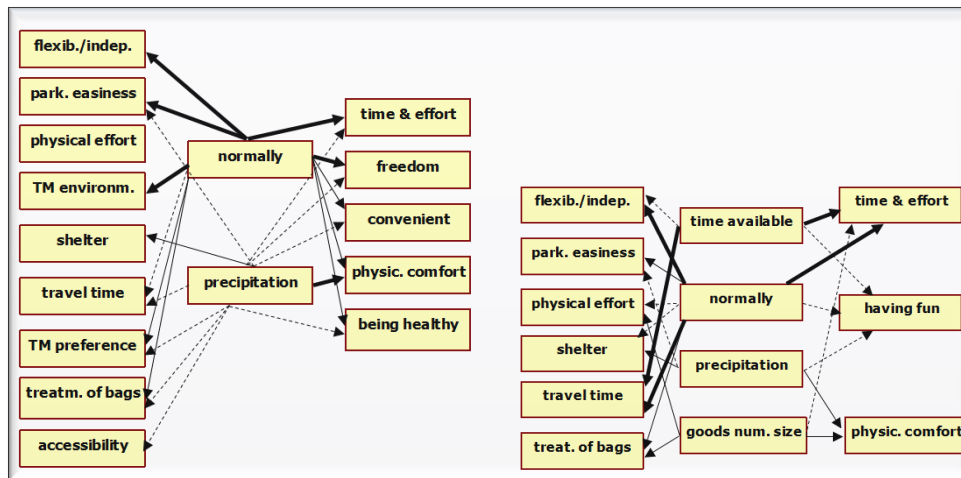 flexib./indep.
park. easiness
physical effort
TM environm.
shelter
travel time
TM preference
treatm. of bags
accessibility
normally
precipitation
time & effort
freedom
convenient
physic. comfort
being healthy
flexib./indep.
park. easiness
physical effort
shelter
travel time
treat. of bags
time available
normally
precipitation
goods num. size
time & effort
having fun
physic. comfort